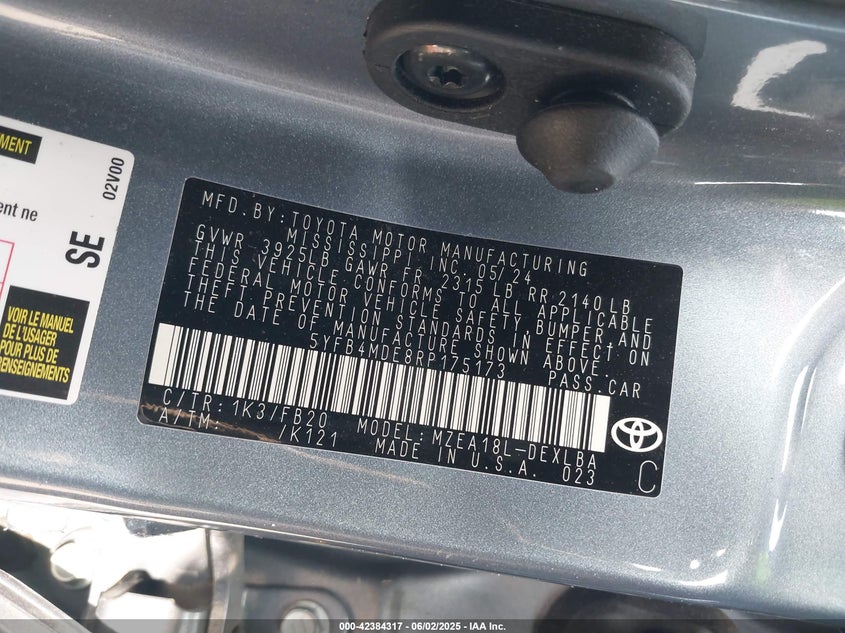 MENT
ent ne
SE
02V00
VOIR LE MANUEL
DE L'USAGER
POUR PLUS DE
RENSEIGNEMENTS
MFD. BY: TOYOTA MOTOR MANUFACTURING
MISSISSIPPI, INC. 05/24
GVWR 3925LB GAWR FR 2315 LB RR 2140 LB
THIS VEHICLE CONFORMS TO ALL APPLICABLE
FEDERAL MOTOR VEHICLE SAFETY, BUMPER, AND
THEFT PREVENTION STANDARDS IN EFFECT ON
THE DATE OF MANUFACTURE SHOWN ABOVE.
5YFB4MDE8RP175173 PASS.CAR
C/TR: 1K3/FB20 MODEL: MZEA18L-DEXLBA
A/TM: /K121 MADE IN U.S.A. 023
C
000-42384317 - 06/02/2025 - IAA Inc.